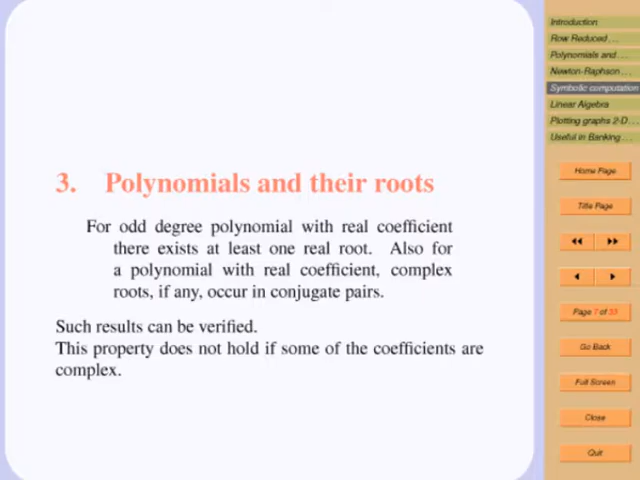 3. Polynomials and their roots
For odd degree polynomial with real coefficient
there exists at least one real root. Also for
a polynomial with real coefficient, complex
roots, if any, occur in conjugate pairs.
Such results can be verified.
This property does not hold if some of the coefficients are
complex.
Introduction
Row Reduced...
Polynomials and...
Newton-Raphson...
Symbolic computation
Linear Algebra
Plotting graphs 2-D...
Useful in Banking...
Home Page
Title Page
Page 7 of 33
Go Back
Full Screen
Close
Quit